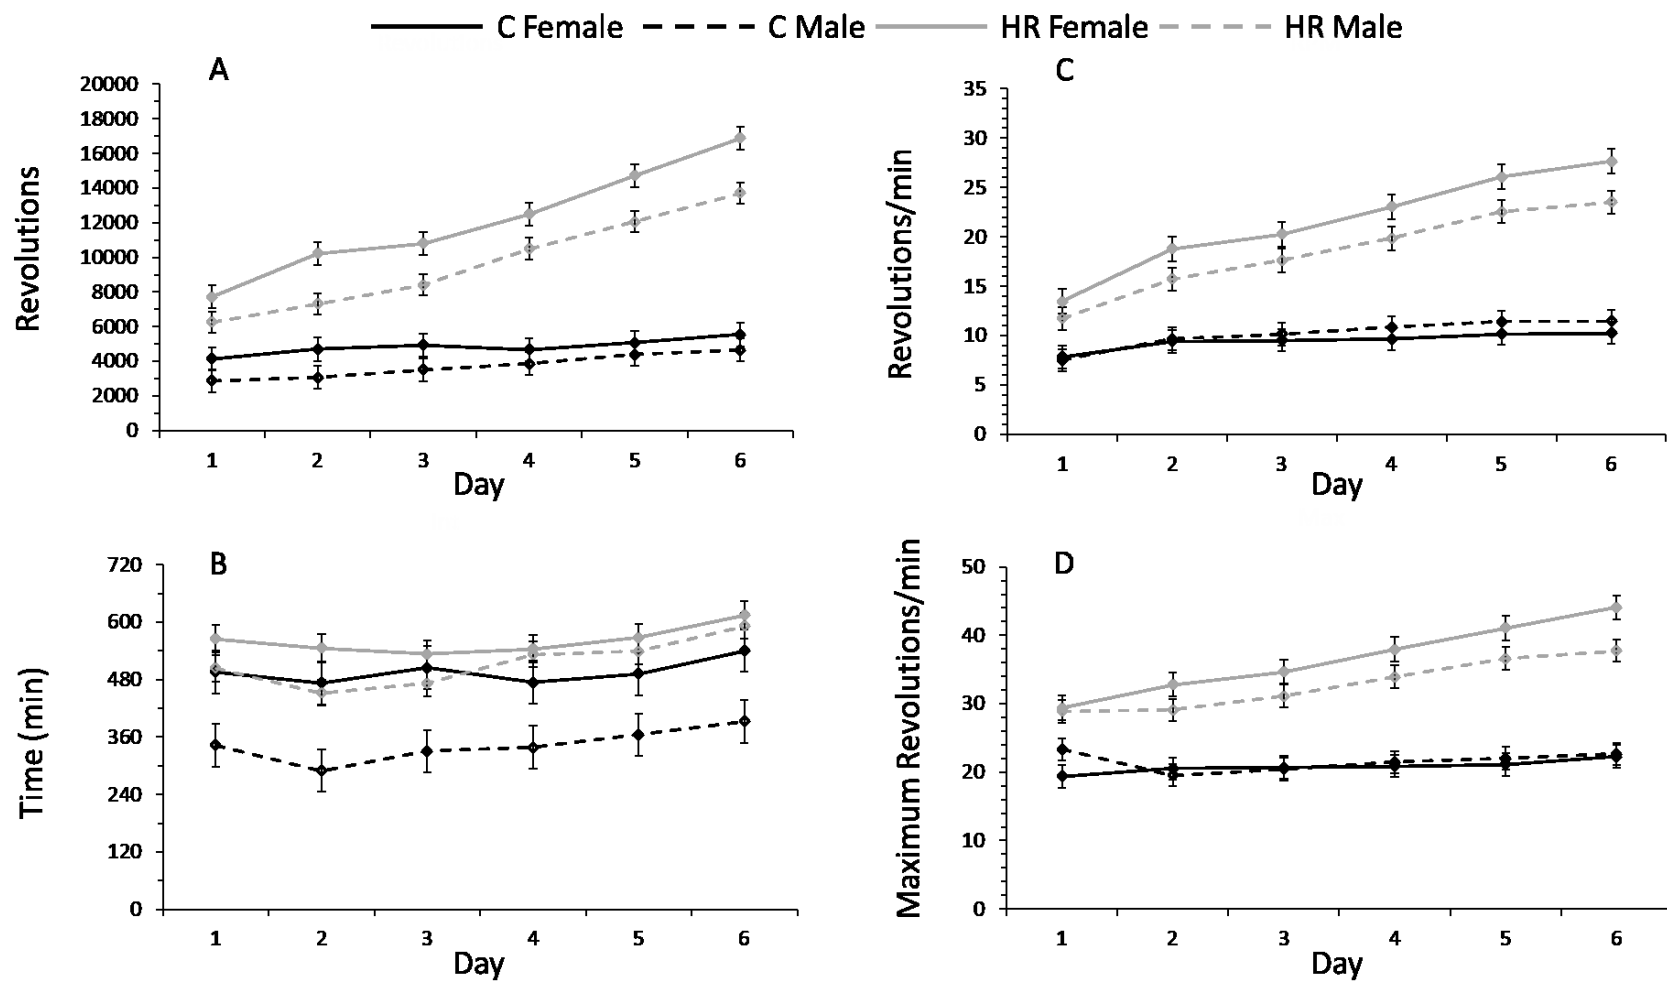 C Female C Male HR Female HR Male
A
20000
18000
16000
14000
12000
10000
8000
6000
4000
2000
0
Revolutions
1 2 3 4 5 6
Day
C
35
30
25
20
15
10
5
0
Revolutions/min
1 2 3 4 5 6
Day
B
720
600
480
360
240
120
0
Time (min)
1 2 3 4 5 6
Day
D
50
40
30
20
10
0
Maximum Revolutions/min
1 2 3 4 5 6
Day